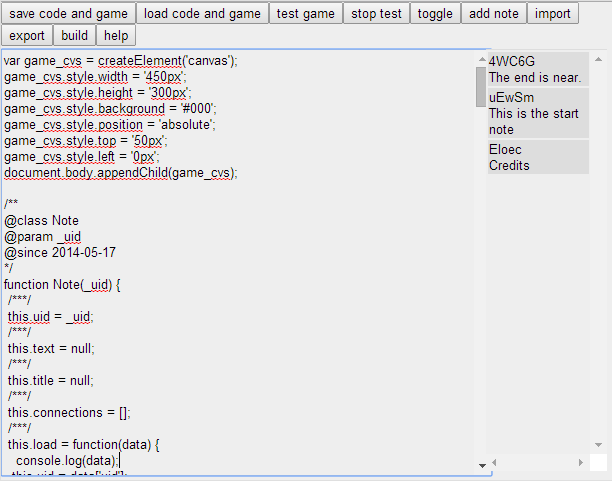 save code and game load code and game test game stop test toggle add note import
export build help
var game_cvs = createElement('canvas');
game_cvs.style.width = '450px';
game_cvs.style.height = '300px';
game_cvs.style.background = '#000';
game_cvs.style.position = 'absolute';
game_cvs.style.top = '50px';
game_cvs.style.left = '0px';
document.body.appendChild(game_cvs);
/**
@class Note
@param _uid
@since 2014-05-17
*/
function Note(_uid) {
/***/
this.uid = _uid;
/***/
this.text = null;
/***/
this.title = null;
/***/
this.connections = [];
/***/
this.load = function(data) {
console.log(data);
this.uid = data['uid'];
4WC6G
The end is near.
uEwSm
This is the start
note
Eloec
Credits